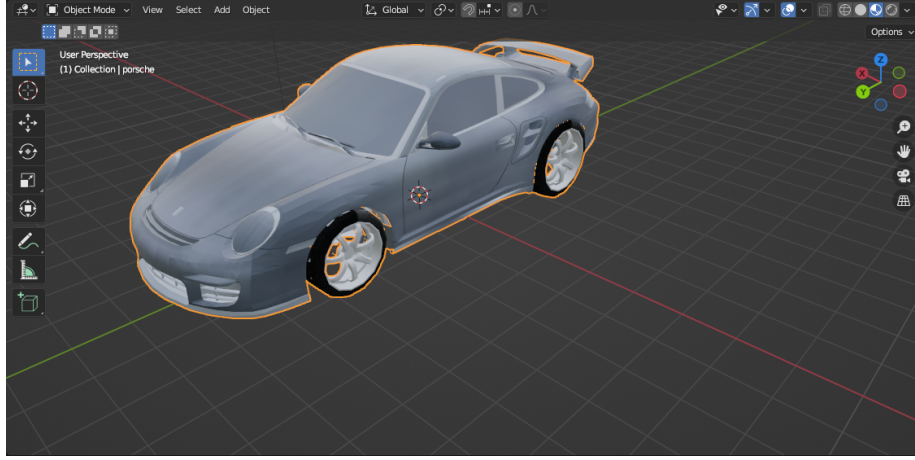 Object Mode View Select Add Object Global
Options
User Perspective
(1) Collection | porsche
Z
X
Y